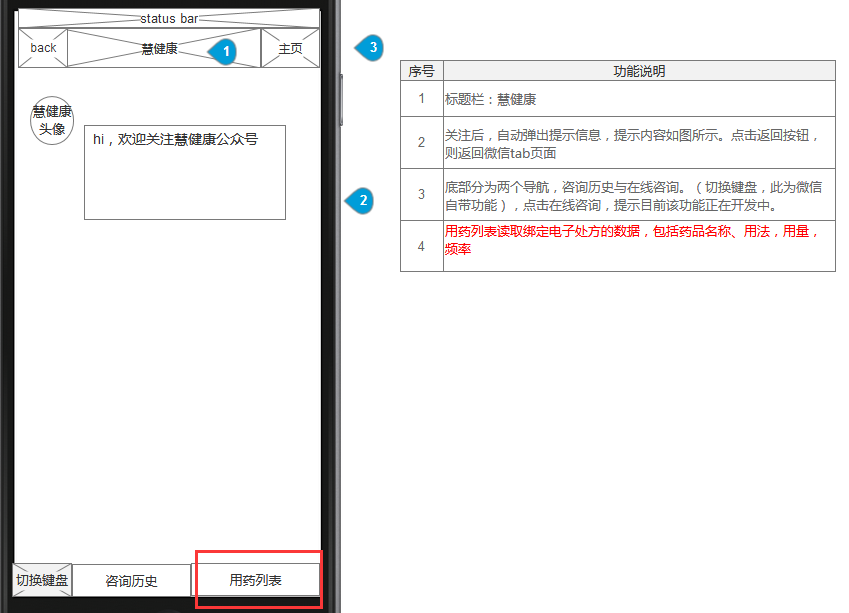 status bar
back
慧健康
1
主页
3
慧健康
头像
hi，欢迎关注慧健康公众号
2
切换键盘
咨询历史
用药列表
序号 功能说明
1 标题栏：慧健康
2 关注后，自动弹出提示信息，提示内容如图所示。点击返回按钮，
则返回微信tab页面
3 底部分为两个导航，咨询历史与在线咨询。（切换键盘，此为微信
自带功能），点击在线咨询，提示目前该功能正在开发中。
4 用药列表读取绑定电子处方的数据，包括药品名称、用法，用量，
频率